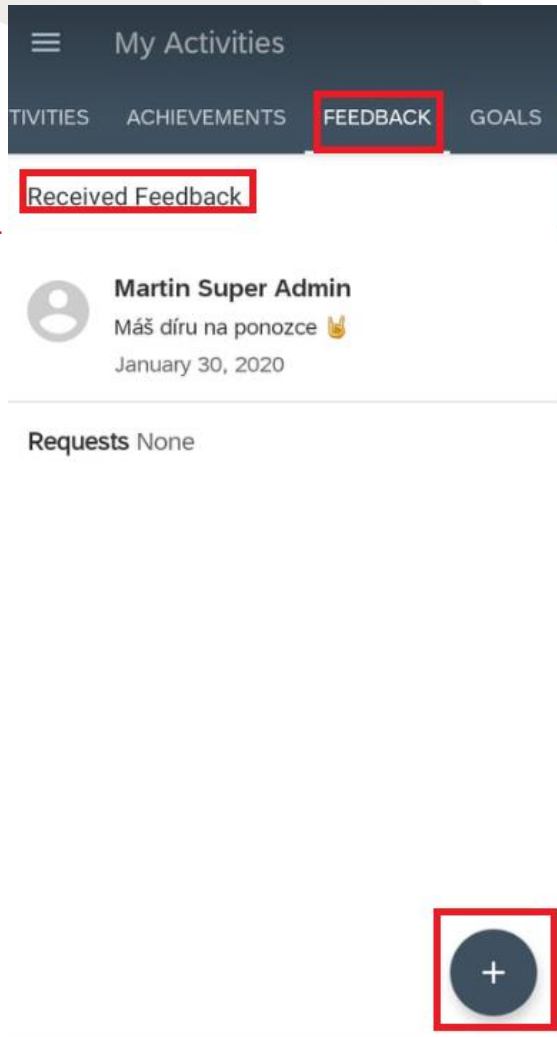 My Activities
TIVITIES ACHIEVEMENTS FEEDBACK GOALS
Received Feedback
Martin Super Admin
Máš díru na ponozce 🤘
January 30, 2020
Requests None
+